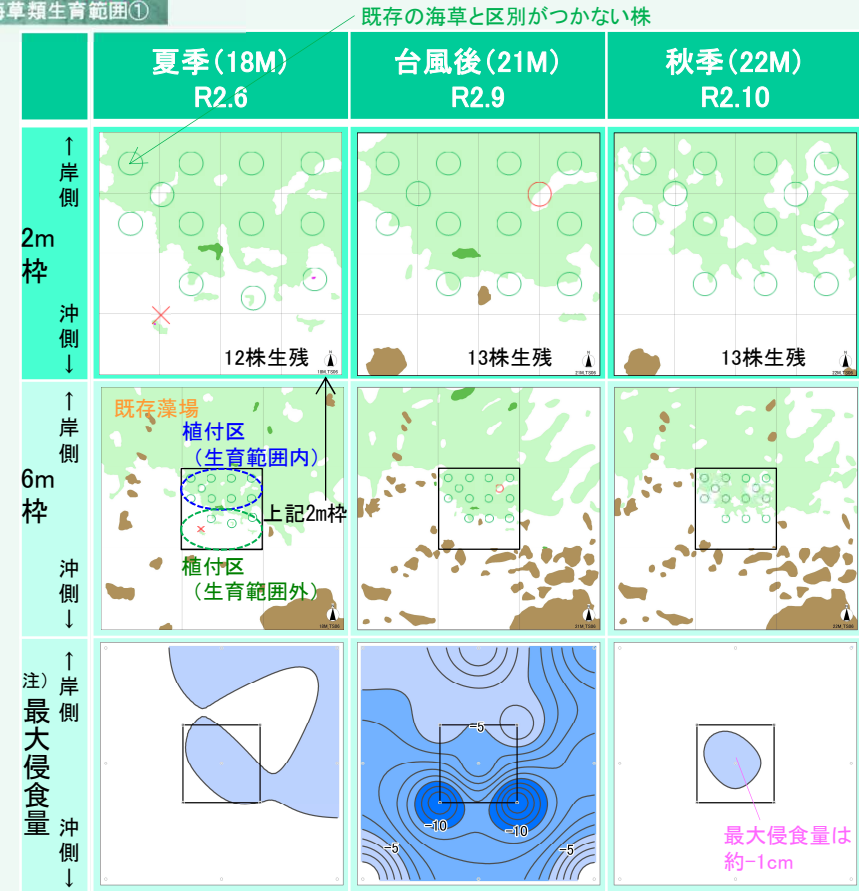 海草類生育範囲①
既存の海草と区別がつかない株
夏季(18M)
R2.6
台風後(21M)
R2.9
秋季(22M)
R2.10
↑岸側
2m枠
沖側↓
12株生残
13株生残
13株生残
↑岸側
6m枠
沖側↓
既存藻場
植付区
(生育範囲内)
上記2m枠
植付区
(生育範囲外)
↑岸側
注)最大侵食量
沖側↓
-5
-10
-10
-5
-5
最大侵食量は
約-1cm